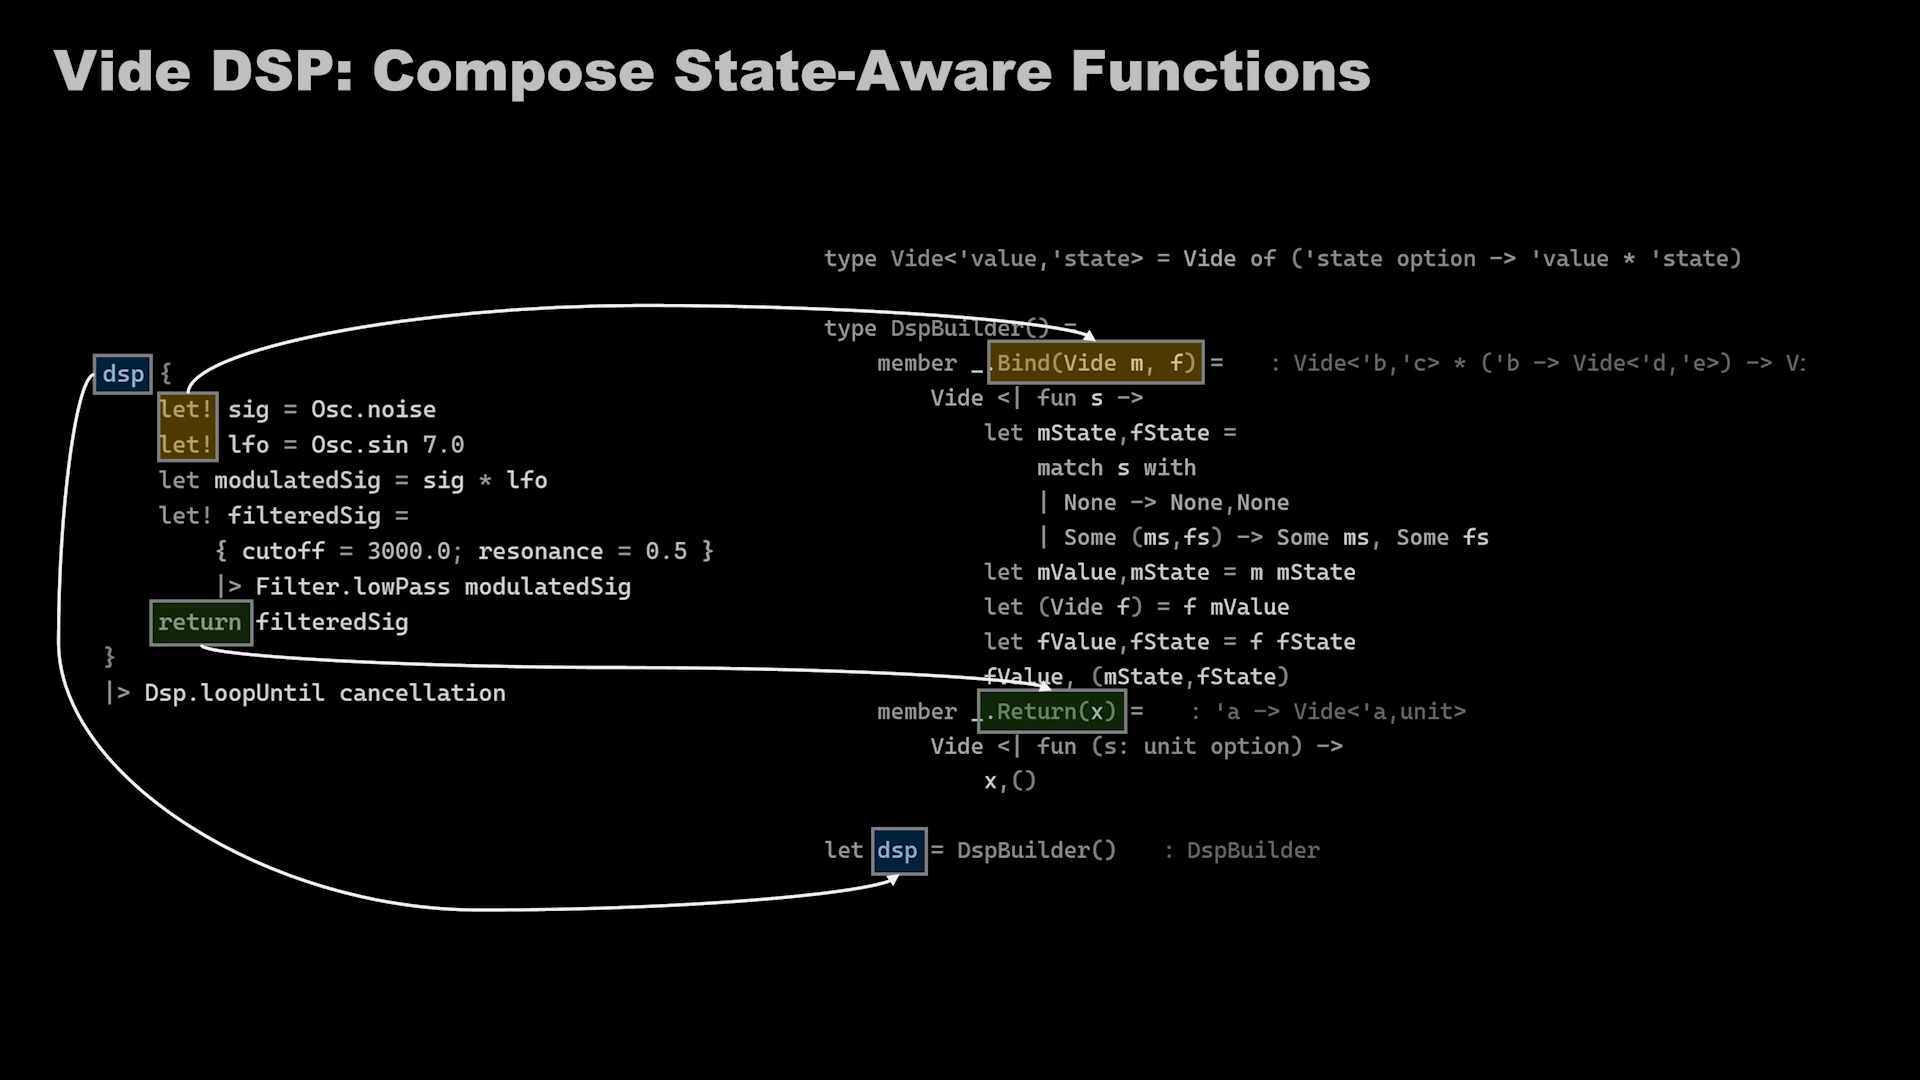 Vide DSP: Compose State-Aware Functions
dsp {
let! sig = Osc.noise
let! lfo = Osc.sin 7.0
let modulatedSig = sig * lfo
let! filteredSig =
{ cutoff = 3000.0; resonance = 0.5 }
|> Filter.lowPass modulatedSig
return filteredSig
}
|> Dsp.loopUntil cancellation
type Vide<'value,'state> = Vide of ('state option -> 'value * 'state)
type DspBuilder() =
member _.Bind(Vide m, f) = : Vide<'b,'c> * ('b -> Vide<'d,'e>) -> Vi
Vide <| fun s ->
let mState,fState =
match s with
| None -> None,None
| Some (ms,fs) -> Some ms, Some fs
let mValue,mState = m mState
let (Vide f) = f mValue
let fValue,fState = f fState
fValue, (mState,fState)
member _.Return(x) = : 'a -> Vide<'a,unit>
Vide <| fun (s: unit option) ->
x,()
let dsp = DspBuilder() : DspBuilder